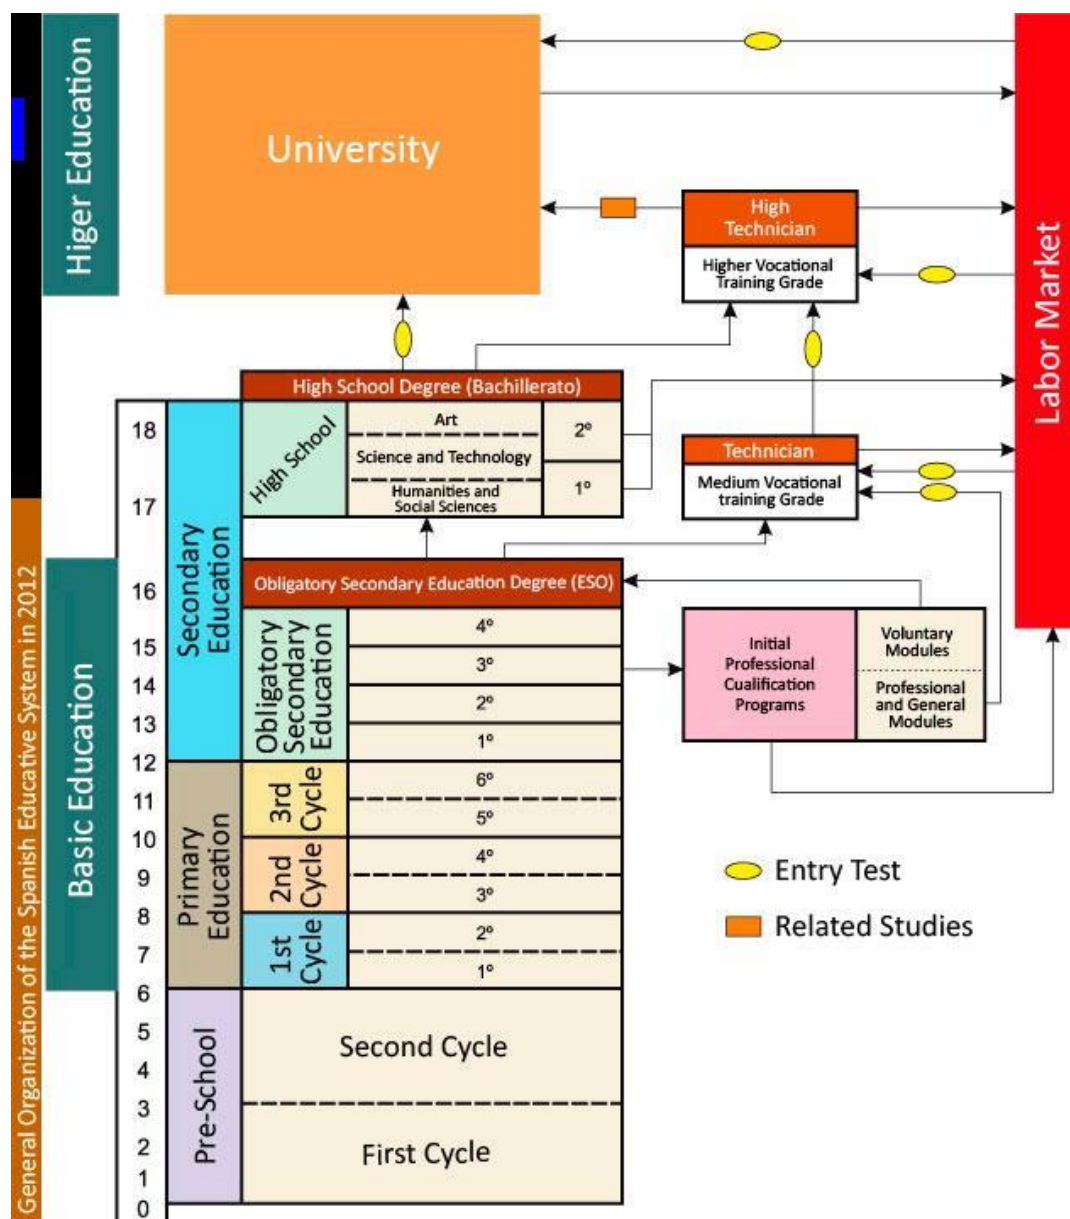 Higer Education
University
High
Technician
Higher Vocational
Training Grade
Labor Market
High School Degree (Bachillerato)
18
17
Secondary
Education
High School
Art
Science and Technology
Humanities and
Social Sciences
2º
1º
Technician
Medium Vocational
training Grade
General Organization of the Spanish Educative System in 2012
Basic Education
16
15
14
13
12
11
10
9
8
7
6
5
4
3
2
1
0
Obligatory Secondary Education Degree (ESO)
Obligatory
Secondary
Education
4º
3º
2º
1º
Initial
Professional
Cualification
Programs
Voluntary
Modules
Professional
and General
Modules
Primary
Education
3rd
Cycle
6º
5º
2nd
Cycle
4º
3º
1st
Cycle
2º
1º
Entry Test
Related Studies
Pre-School
Second Cycle
First Cycle